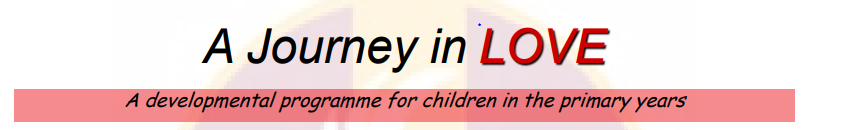 A Journey in LOVE
A developmental programme for children in the primary years